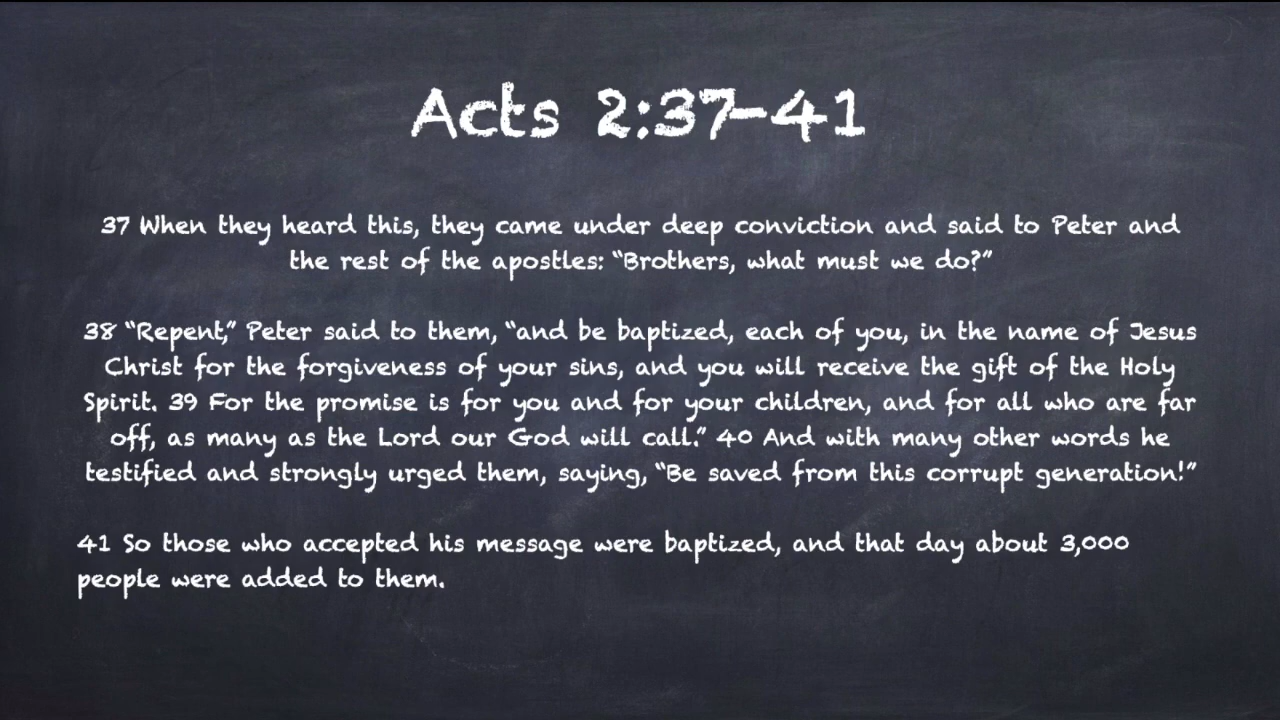 Acts 2:37-41
37 When they heard this, they came under deep conviction and said to Peter and
the rest of the apostles: “Brothers, what must we do?”
38 “Repent,” Peter said to them, “and be baptized, each of you, in the name of Jesus
Christ for the forgiveness of your sins, and you will receive the gift of the Holy
Spirit. 39 For the promise is for you and for your children, and for all who are far
off, as many as the Lord our God will call.” 40 And with many other words he
testified and strongly urged them, saying, “Be saved from this corrupt generation!”
41 So those who accepted his message were baptized, and that day about 3,000
people were added to them.